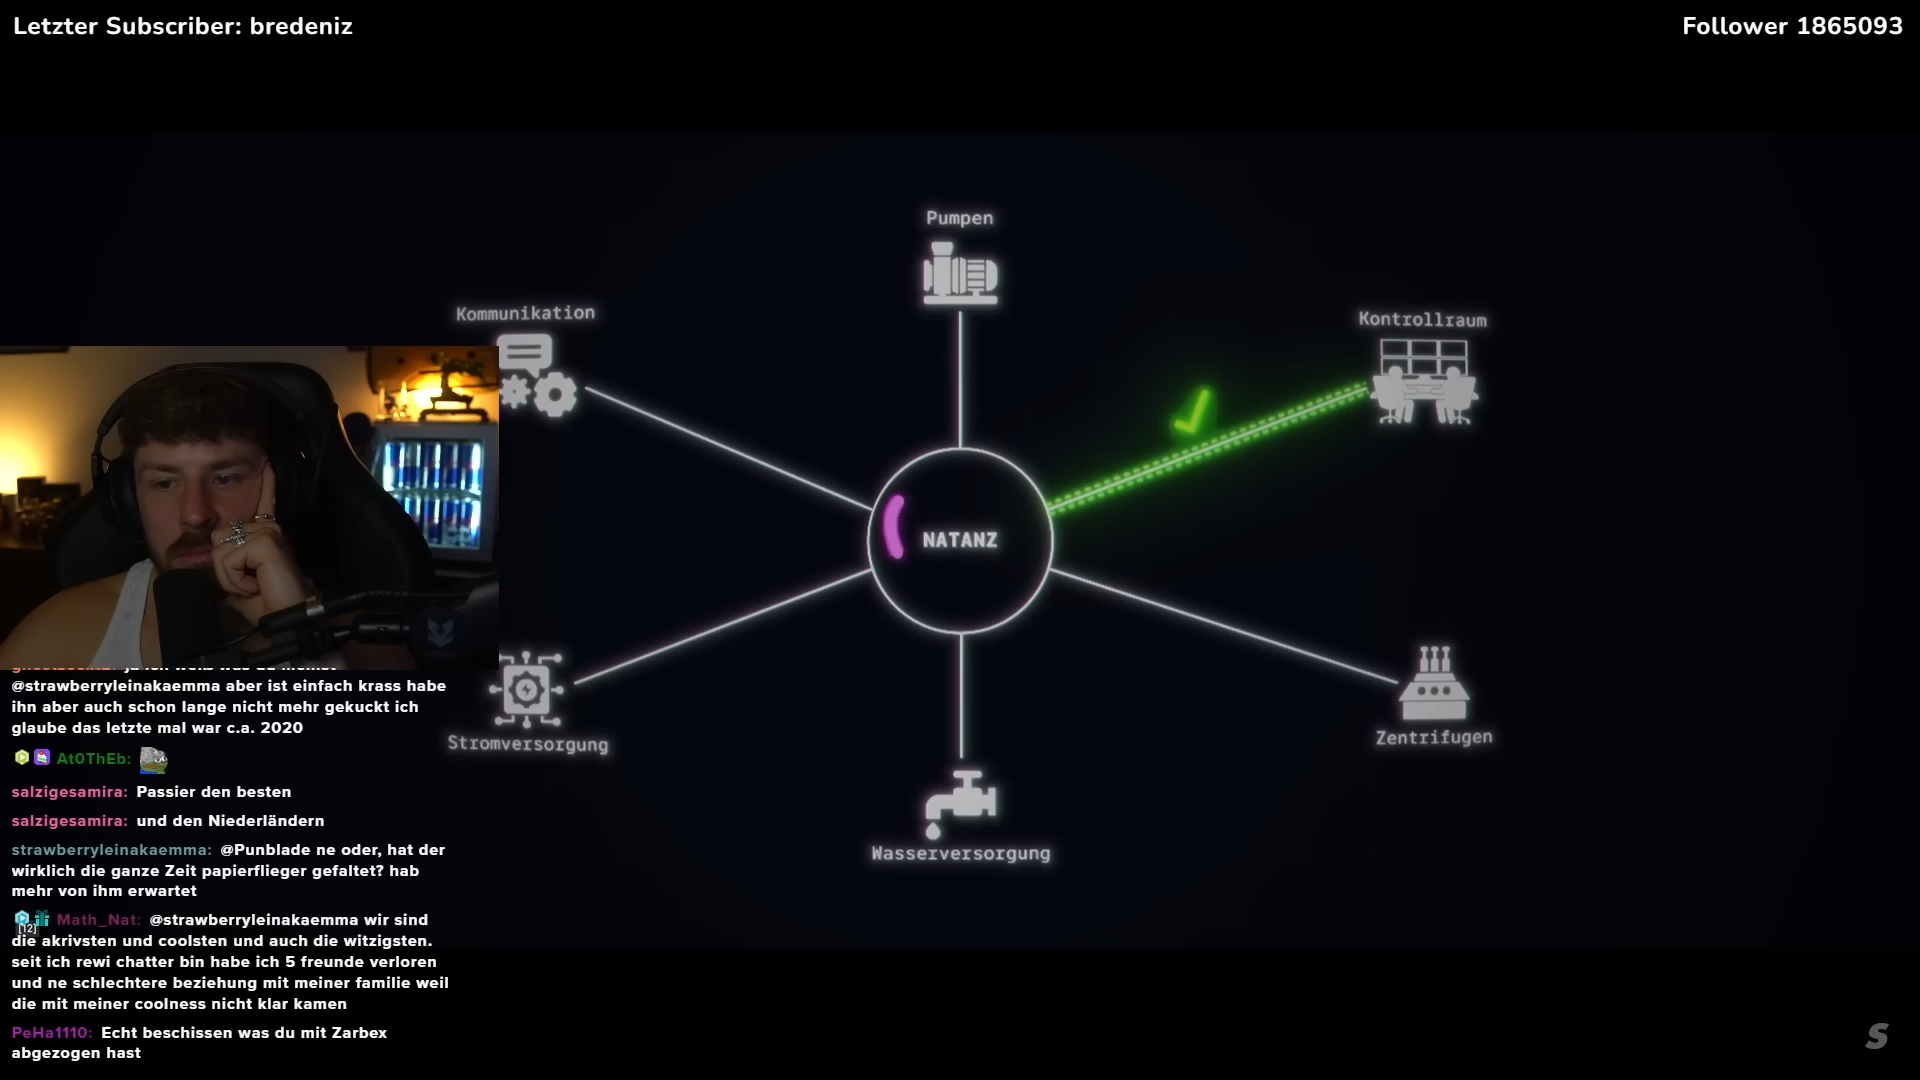 Letzter Subscriber: bredeniz
Follower 1865093
Pumpen
Kommunikation
Kontrollraum
NATANZ
Stromversorgung
Zentrifugen
Wasserversorgung
@strawberryleinakaemma aber ist einfach krass habe
ihn aber auch schon lange nicht mehr gekuckt ich
glaube das letzte mal war c.a. 2020
At0ThEb:
salzigesamira: Passier den besten
salzigesamira: und den Niederländern
strawberryleinakaemma: @Punblade ne oder, hat der
wirklich die ganze Zeit papierflieger gefaltet? hab
mehr von ihm erwartet
[12] Math_Nat: @strawberryleinakaemma wir sind
die akrivsten und coolsten und auch die witzigsten.
seit ich rewi chatter bin habe ich 5 freunde verloren
und ne schlechtere beziehung mit meiner familie weil
die mit meiner coolness nicht klar kamen
PeHa1110: Echt beschissen was du mit Zarbex
abgezogen hast
S